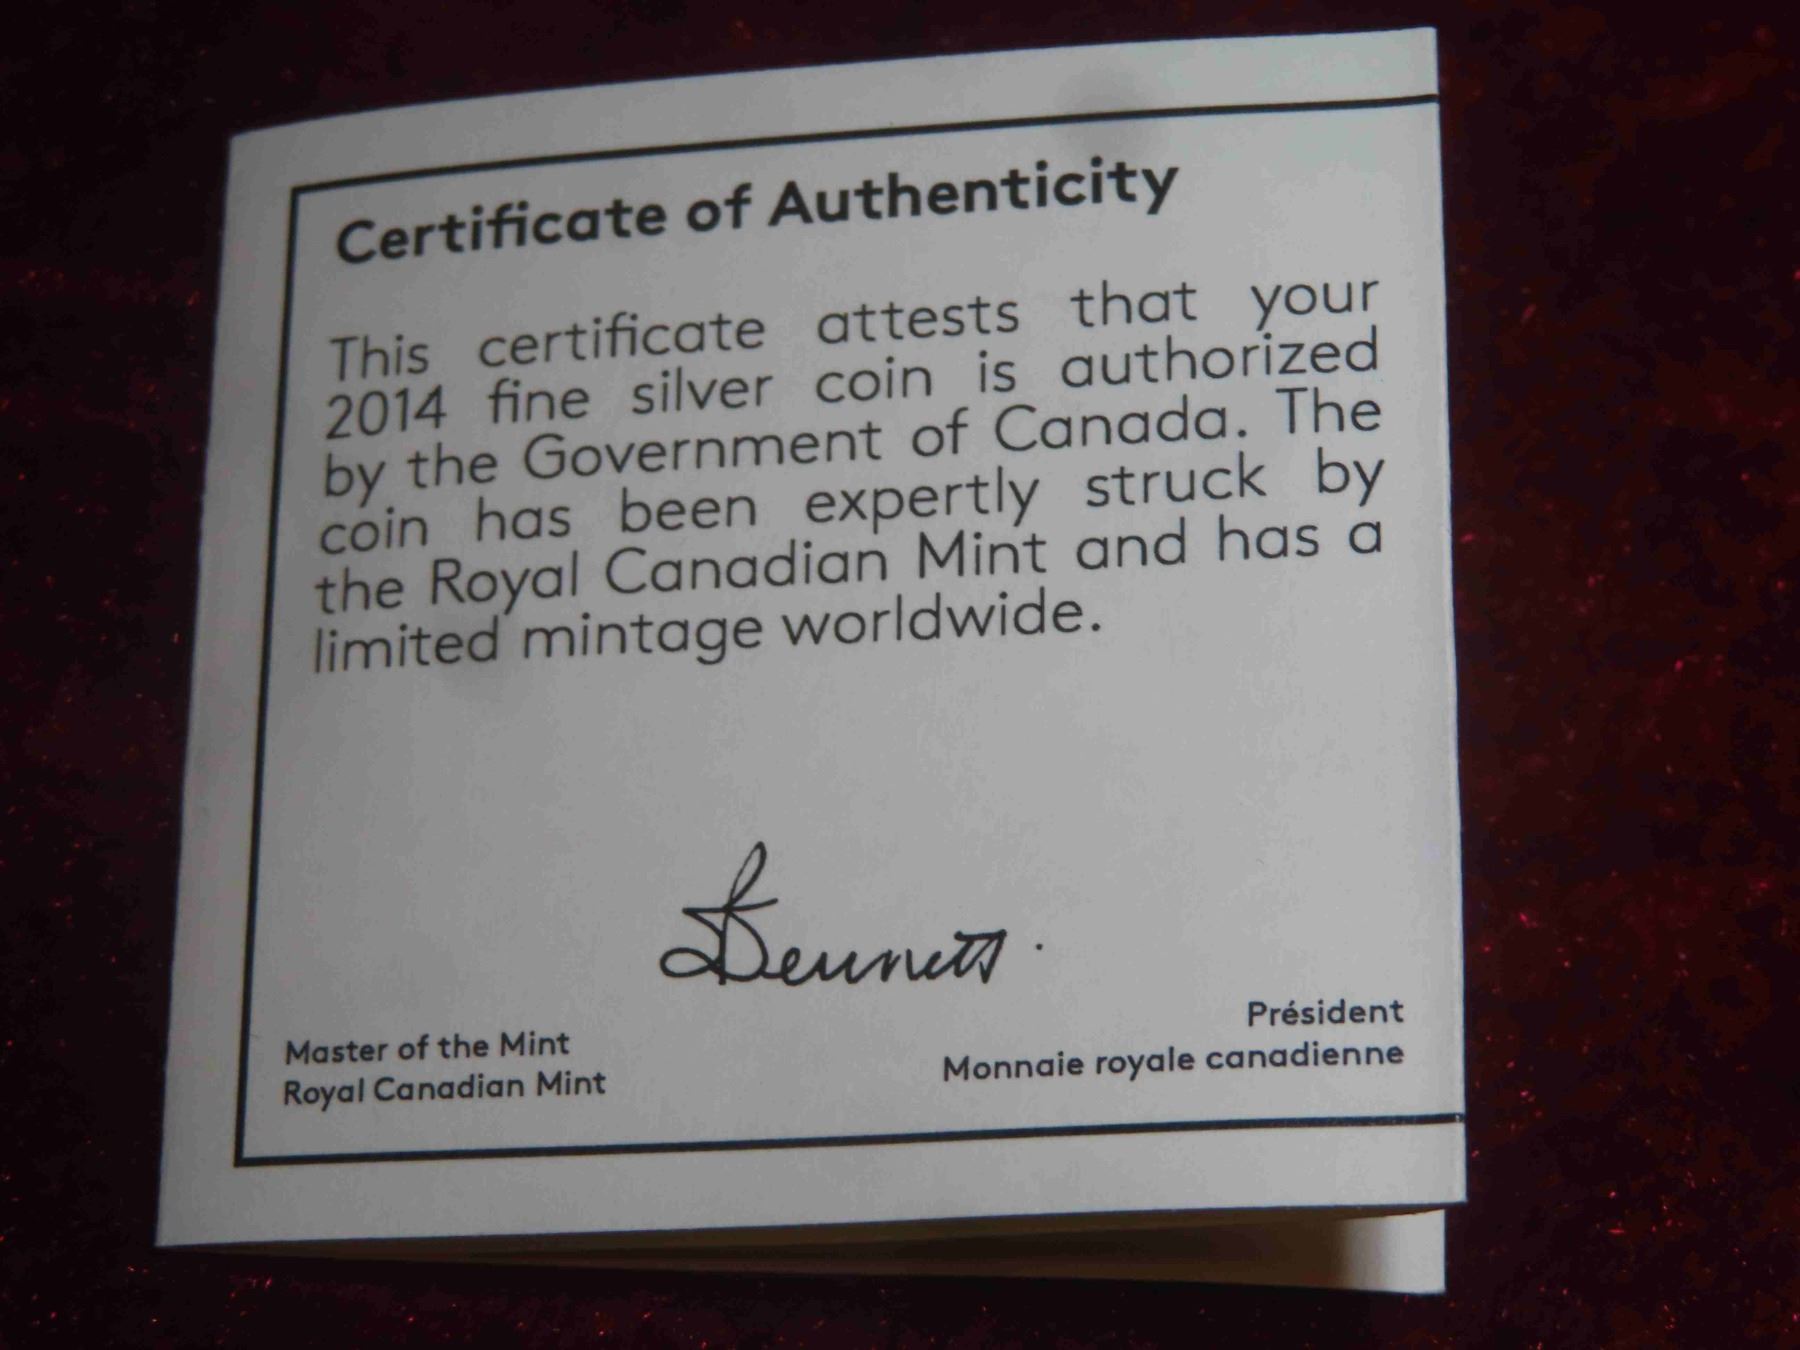 Certificate of Authenticity
This certificate attests that your
2014 fine silver coin is authorized
by the Government of Canada. The
coin has been expertly struck by
the Royal Canadian Mint and has a
limited mintage worldwide.
Bennett
Master of the Mint
Royal Canadian Mint
Président
Monnaie royale canadienne